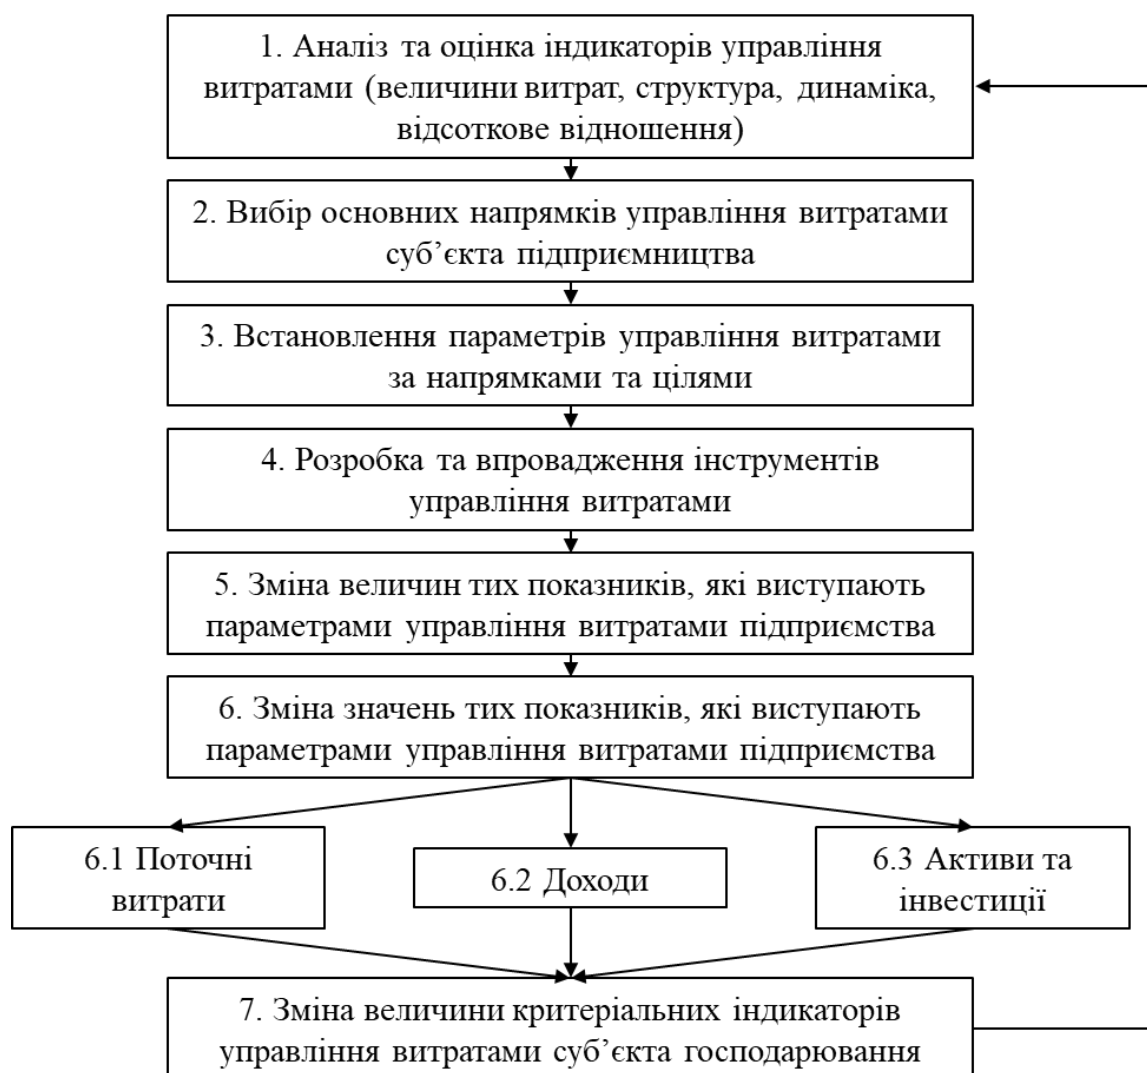 1. Аналіз та оцінка індикаторів управління
витратами (величини витрат, структура, динаміка,
відсоткове відношення)
2. Вибір основних напрямків управління витратами
суб’єкта підприємництва
3. Встановлення параметрів управління витратами
за напрямками та цілями
4. Розробка та впровадження інструментів
управління витратами
5. Зміна величин тих показників, які виступають
параметрами управління витратами підприємства
6. Зміна значень тих показників, які виступають
параметрами управління витратами підприємства
6.1 Поточні
витрати
6.2 Доходи
6.3 Активи та
інвестиції
7. Зміна величини критеріальних індикаторів
управління витратами суб’єкта господарювання